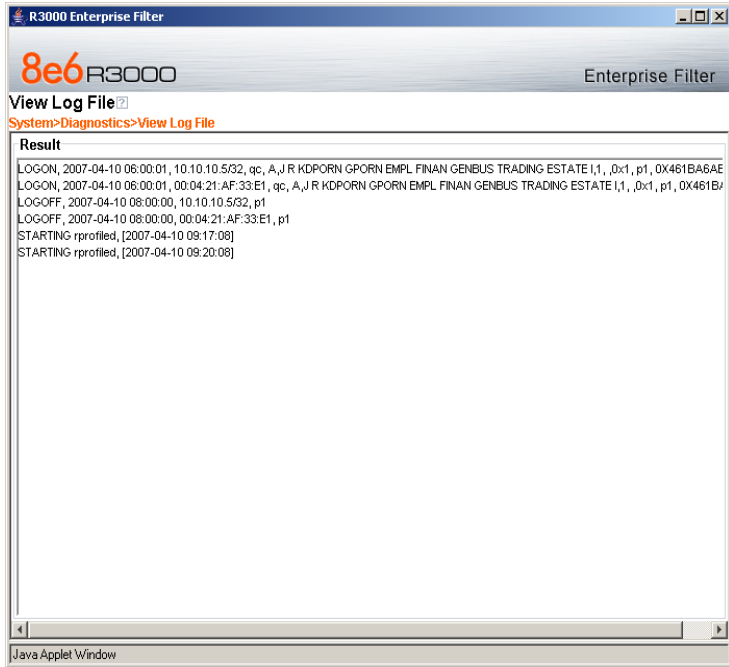 R3000 Enterprise Filter
8e6 R3000
Enterprise Filter
View Log File
System>Diagnostics>View Log File
Result
LOGON, 2007-04-10 06:00:01, 10.10.10.5/32, qc, A,J R KDPORN GPORN EMPL FINAN GENBUS TRADING ESTATE I,1, ,0x1, p1, 0X461BA6AE
LOGON, 2007-04-10 06:00:01, 00:04:21:AF:33:E1, qc, A,J R KDPORN GPORN EMPL FINAN GENBUS TRADING ESTATE I,1, ,0x1, p1, 0X461B
LOGOFF, 2007-04-10 08:00:00, 10.10.10.5/32, p1
LOGOFF, 2007-04-10 08:00:00, 00:04:21:AF:33:E1, p1
STARTING rprofiled, [2007-04-10 09:17:08]
STARTING rprofiled, [2007-04-10 09:20:08]
Java Applet Window